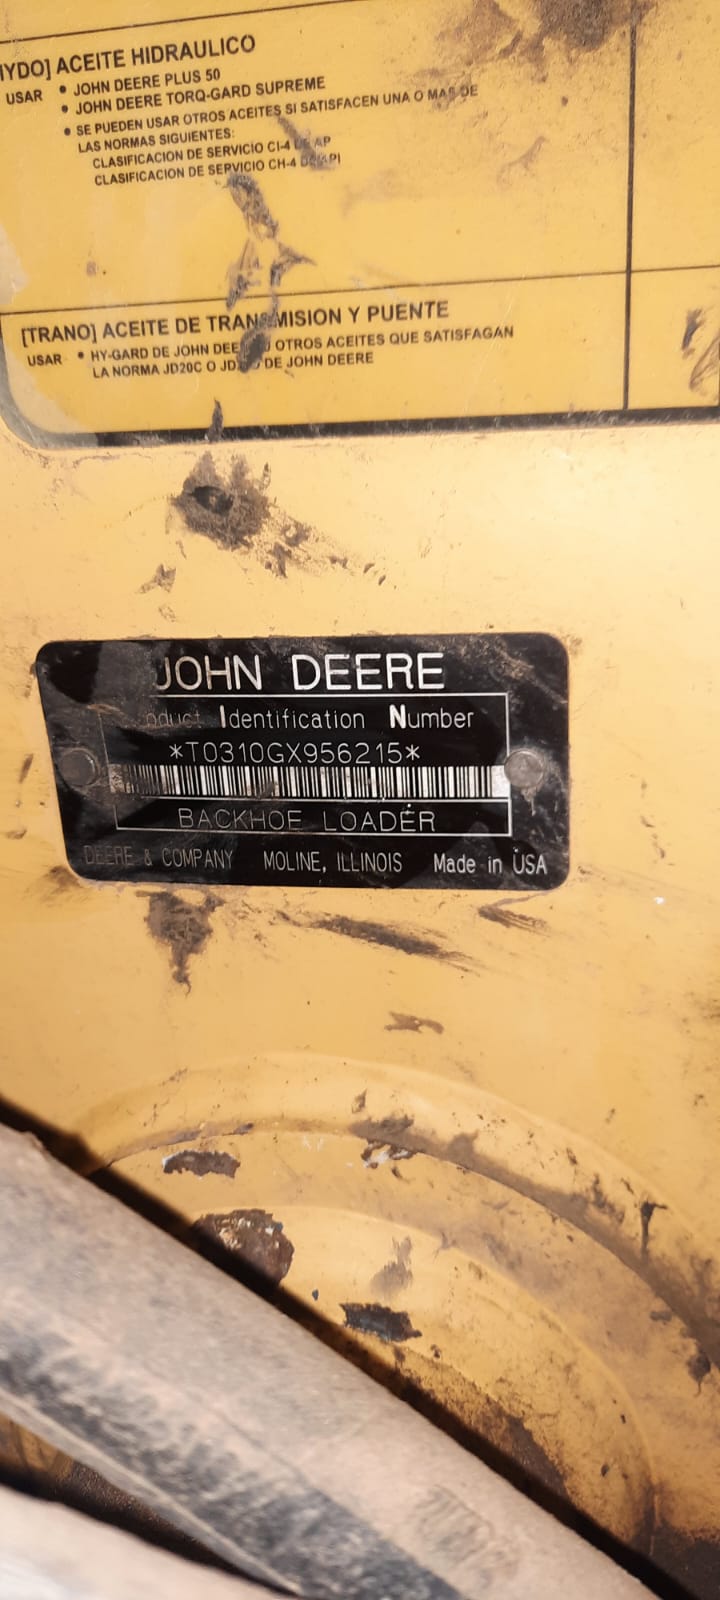 ACEITE HIDRAULICO
USAR • JOHN DEERE PLUS 50
• JOHN DEERE TORQ-GARD SUPREME
• SE PUEDEN USAR OTROS ACEITES SI SATISFACEN UNA O MAS DE
LAS NORMAS SIGUIENTES:
CLASIFICACION DE SERVICIO CI-4 AP
CLASIFICACION DE SERVICIO CH-4
[TRANO] ACEITE DE TRANSMISION Y PUENTE
USAR • HY-GARD DE JOHN OTROS ACEITES QUE SATISFAGAN
LA NORMA JD20C O DE JOHN DEERE
JOHN DEERE
Identification Number
*T0310GX956215*
BACKHOE LOADER
DEERE & COMPANY MOLINE, ILLINOIS Made in USA